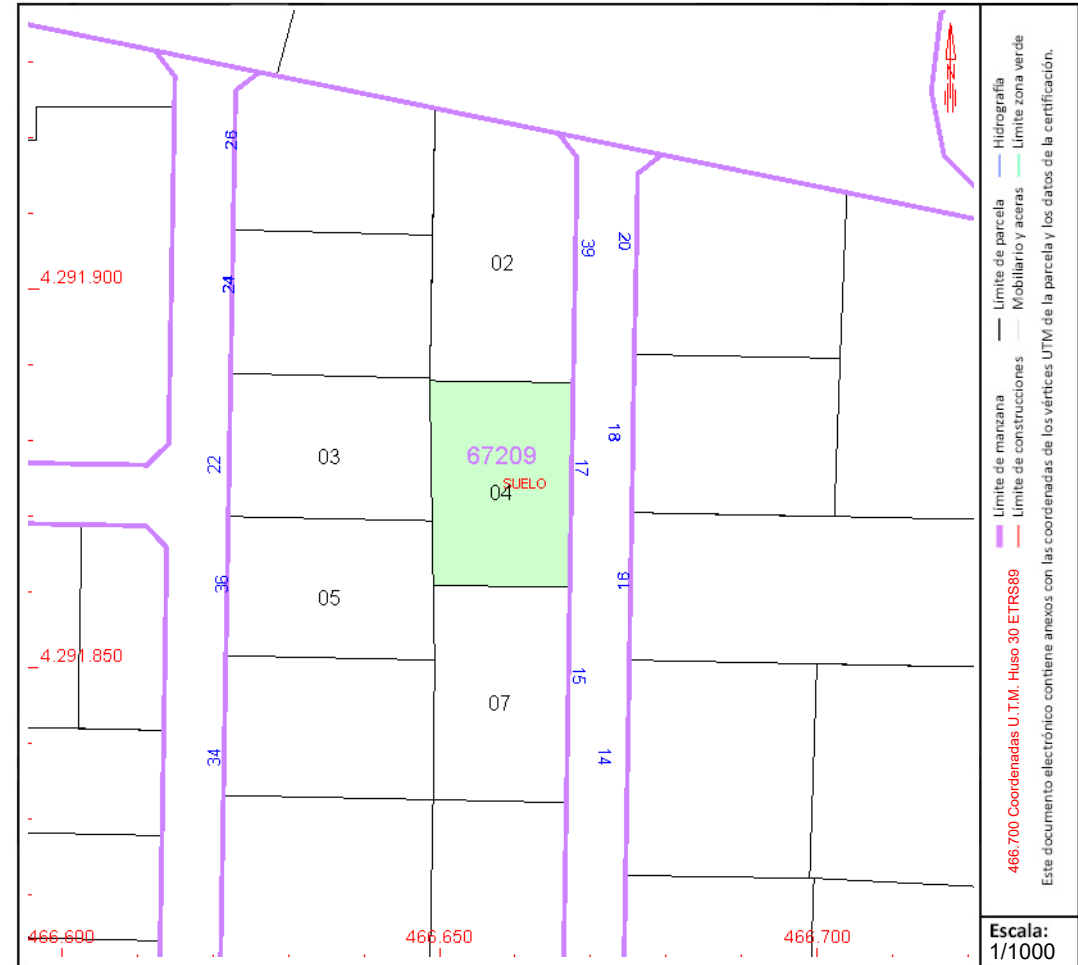 26
39
20
24
02
4.291.900
18
22
03
67209
SUELO
04
17
36
05
16
4.291.850
15
07
34
14
466.600
466.650
466.700
Hidrografía
Límite zona verde
Límite de parcela
Mobiliario y aceras
Límite de manzana
Límite de construcciones
466.700 Coordenadas U.T.M. Huso 30 ETRS89
Este documento electrónico contiene anexos con las coordenadas de los vértices UTM de la parcela y los datos de la certificación.
Escala:
1/1000